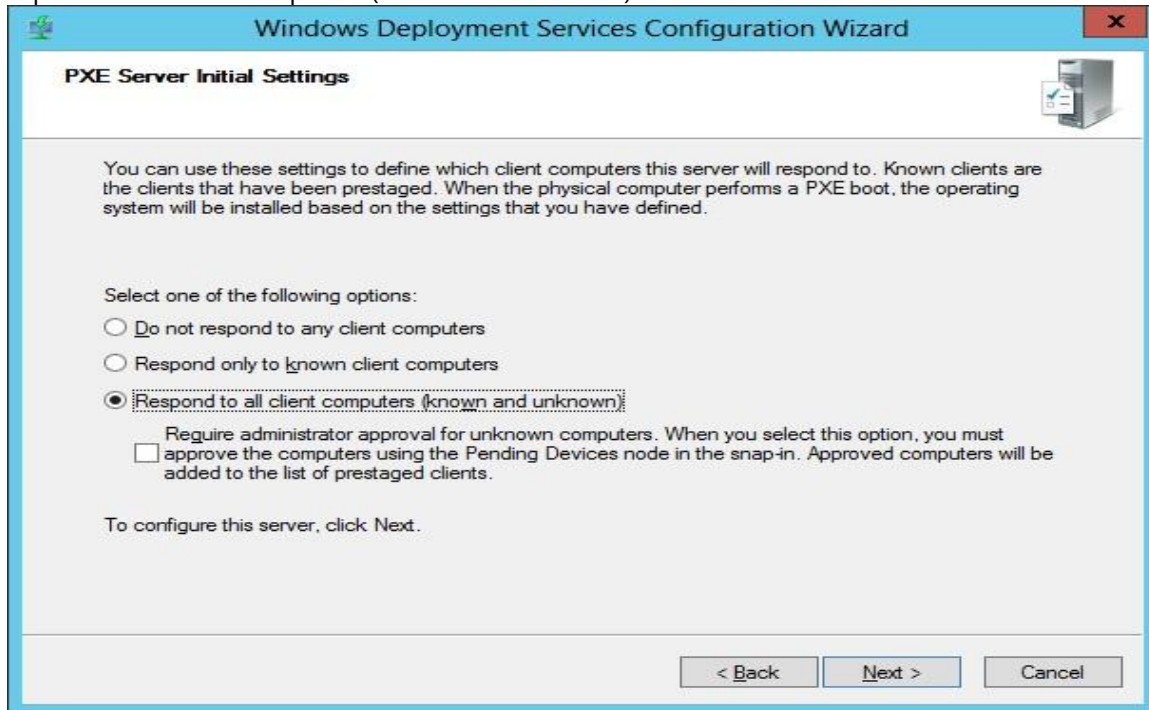 Windows Deployment Services Configuration Wizard
x
PXE Server Initial Settings
You can use these settings to define which client computers this server will respond to. Known clients are
the clients that have been prestaged. When the physical computer performs a PXE boot, the operating
system will be installed based on the settings that you have defined.
Select one of the following options:
Do not respond to any client computers
Respond only to known client computers
Respond to all client computers (known and unknown)
Require administrator approval for unknown computers. When you select this option, you must
approve the computers using the Pending Devices node in the snap-in. Approved computers will be
added to the list of prestaged clients.
To configure this server, click Next.
< Back Next > Cancel